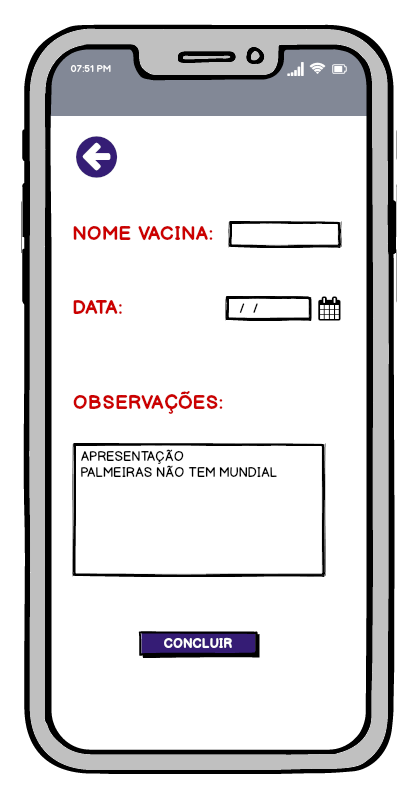 07:51 PM
NOME VACINA:
DATA:
/ /
OBSERVAÇÕES:
APRESENTAÇÃO
PALMEIRAS NÃO TEM MUNDIAL
CONCLUIR